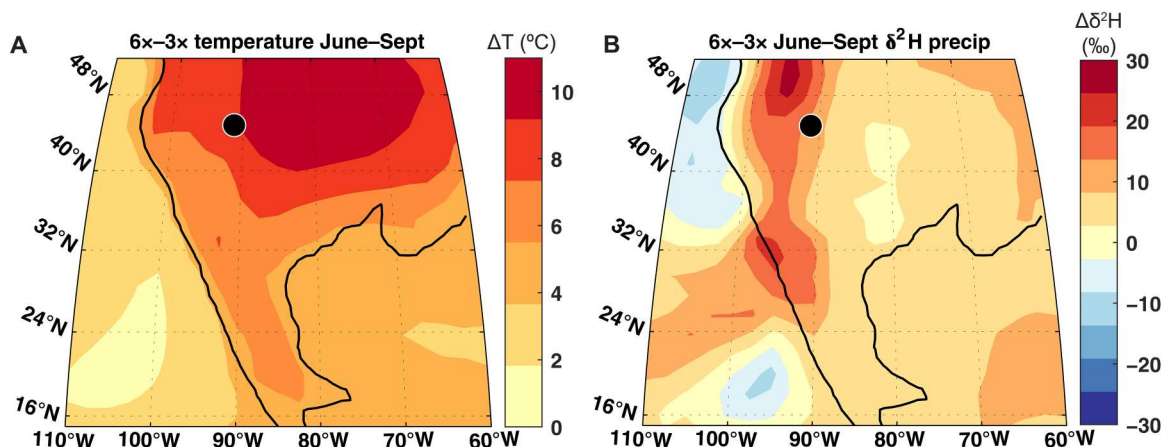 A
6×–3× temperature June–Sept
ΔT (ºC)
48°N
40°N
32°N
24°N
16°N
110°W
100°W
90°W
80°W
70°W
60°W
10
8
6
4
2
0
B
6×–3× June–Sept δ²H precip
Δδ²H
(‰)
48°N
40°N
32°N
24°N
16°N
110°W
100°W
90°W
80°W
70°W
60°W
30
20
10
0
−10
−20
−30